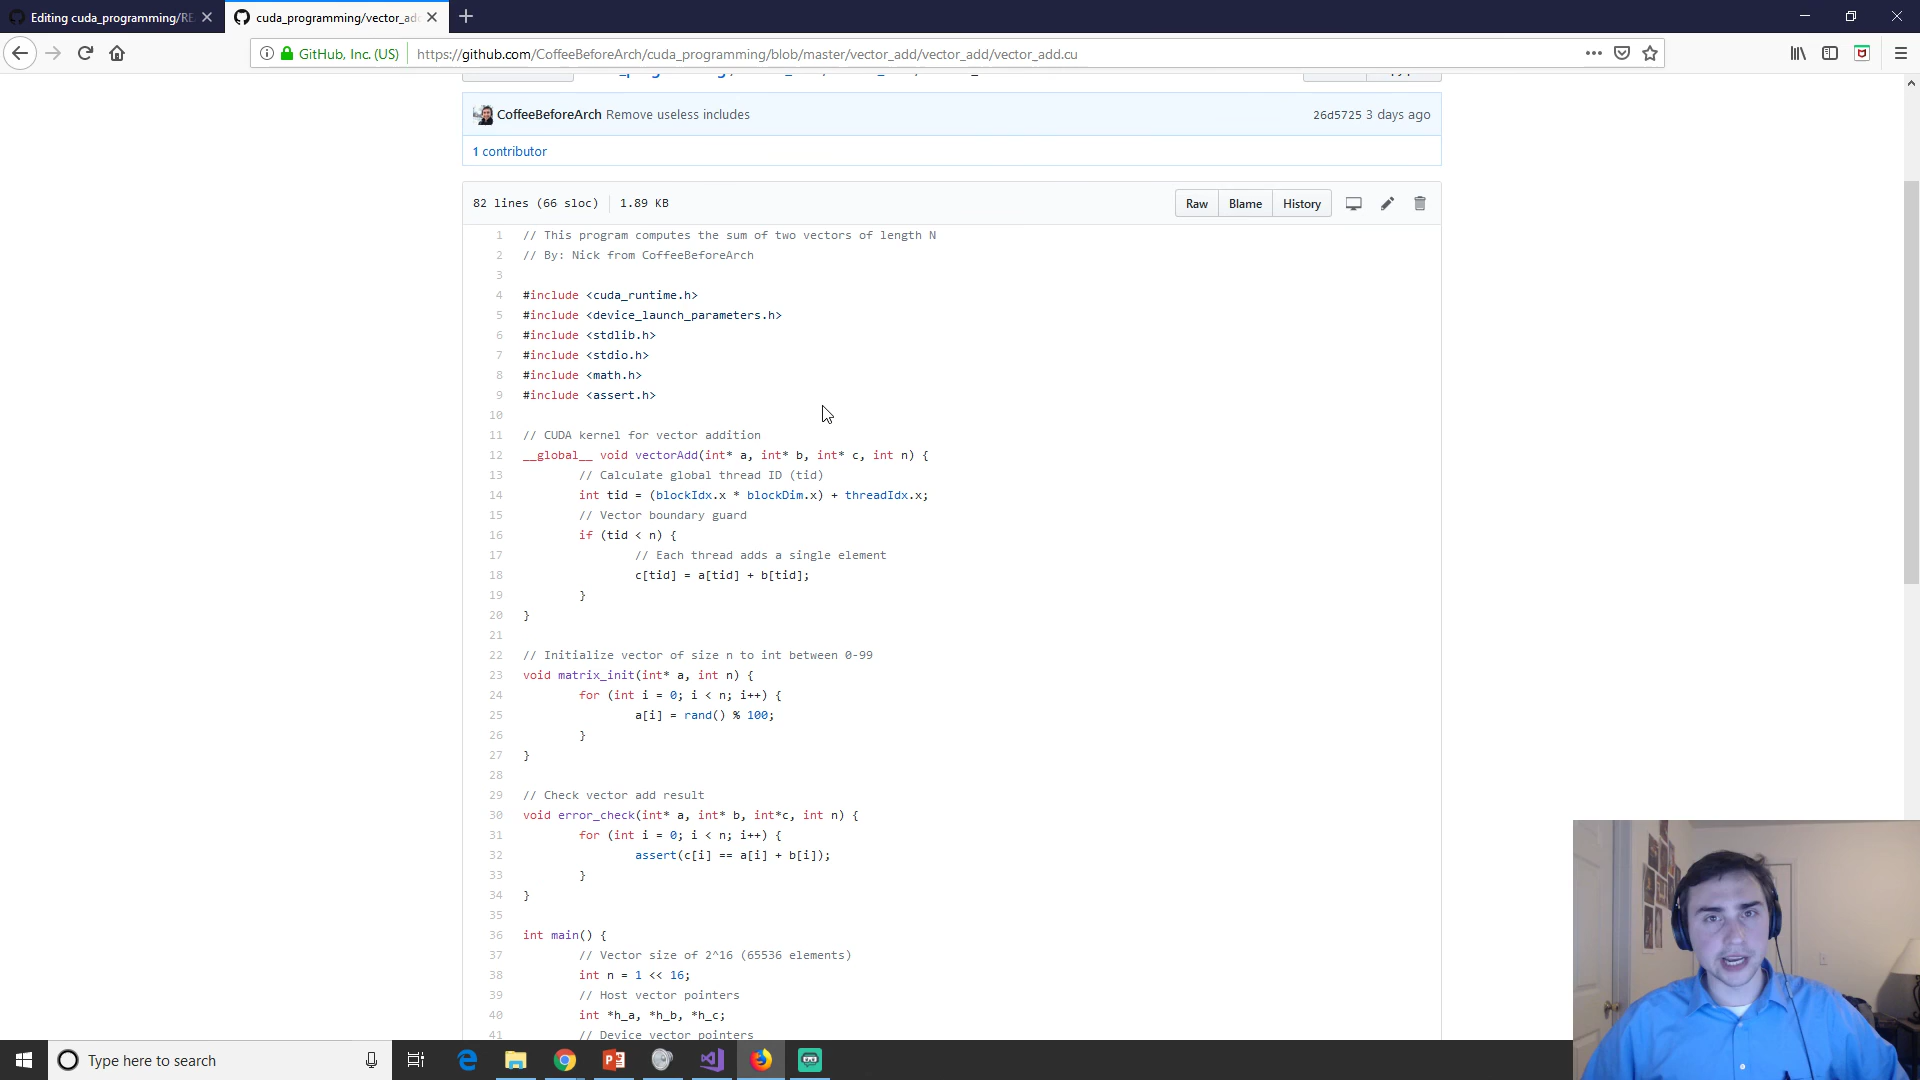 Editing cuda_programming/RE
cuda_programming/vector_ad
GitHub, Inc. (US)
https://github.com/CoffeeBeforeArch/cuda_programming/blob/master/vector_add/vector_add/vector_add.cu
CoffeeBeforeArch Remove useless includes
26d5725 3 days ago
1 contributor
82 lines (66 sloc)
1.89 KB
Raw
Blame
History
1 // This program computes the sum of two vectors of length N
2 // By: Nick from CoffeeBeforeArch
3
4 #include <cuda_runtime.h>
5 #include <device_launch_parameters.h>
6 #include <stdlib.h>
7 #include <stdio.h>
8 #include <math.h>
9 #include <assert.h>
10
11 // CUDA kernel for vector addition
12 __global__ void vectorAdd(int* a, int* b, int* c, int n) {
13 // Calculate global thread ID (tid)
14 int tid = (blockIdx.x * blockDim.x) + threadIdx.x;
15 // Vector boundary guard
16 if (tid < n) {
17 // Each thread adds a single element
18 c[tid] = a[tid] + b[tid];
19 }
20 }
21
22 // Initialize vector of size n to int between 0-99
23 void matrix_init(int* a, int n) {
24 for (int i = 0; i < n; i++) {
25 a[i] = rand() % 100;
26 }
27 }
28
29 // Check vector add result
30 void error_check(int* a, int* b, int*c, int n) {
31 for (int i = 0; i < n; i++) {
32 assert(c[i] == a[i] + b[i]);
33 }
34 }
35
36 int main() {
37 // Vector size of 2^16 (65536 elements)
38 int n = 1 << 16;
39 // Host vector pointers
40 int *h_a, *h_b, *h_c;
41 // Device vector pointers
Type here to search